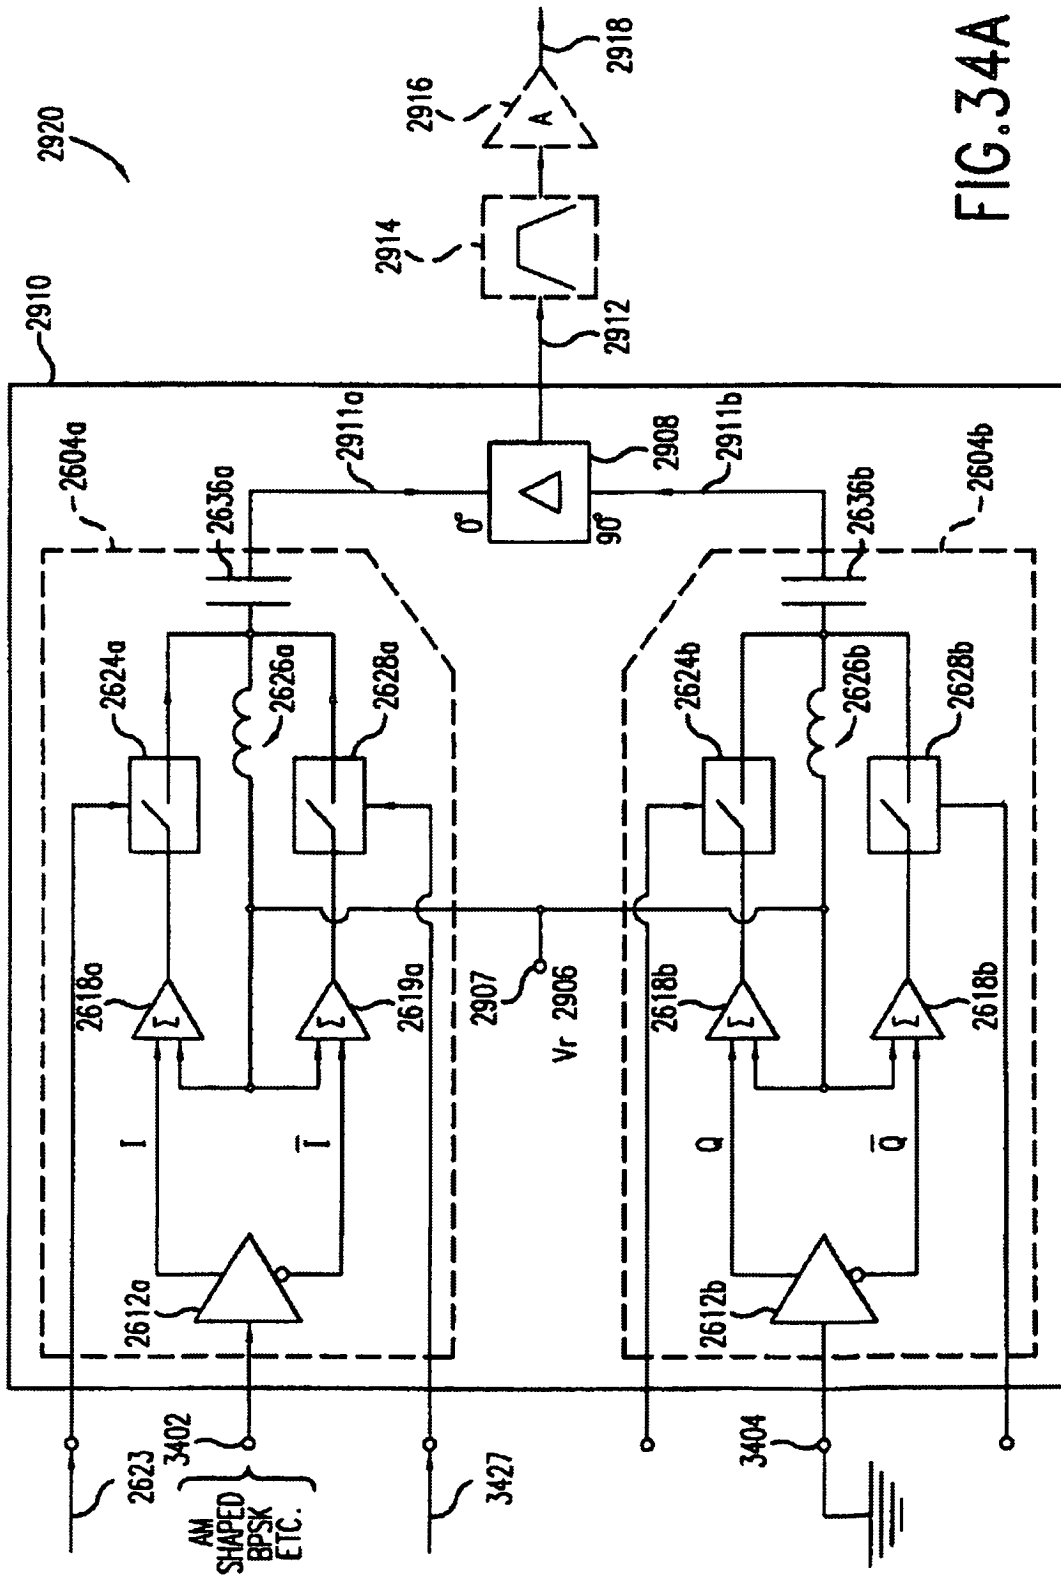 2920
2910
2623
3402
AM
SHAPED
BPSK
ETC.
3427
2612a
I
I̅
2618a
Σ
Σ
2619a
2624a
2626a
2628a
2636a
2604a
2911a
0°
90°
2908
2911b
2907
Vr 2906
2912
2914
2916
A
2918
3404
2612b
Q
Q̅
2618b
Σ
Σ
2618b
2624b
2626b
2628b
2636b
2604b
FIG.34A